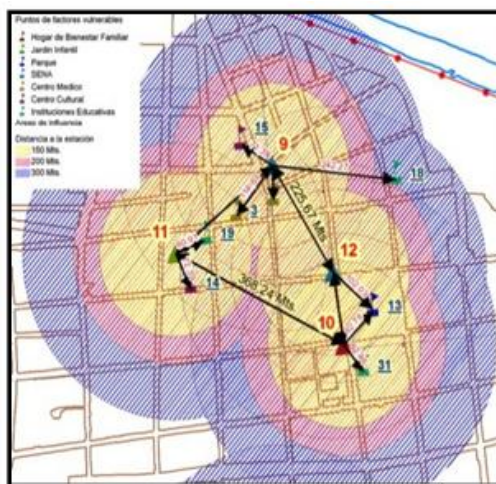 Puntos de factores vulnerables
Hogar de Bienestar Familiar
Jardin Infantil
Parque
SENA
Centro Medico
Centro Cultural
Instituciones Educativas
Areas de Influencia
Distancia a la estación
150 Mts.
200 Mts.
300 Mts.
15
9
18
225.67 Mts.
3
11
19
12
14
368.24 Mts.
13
10
31